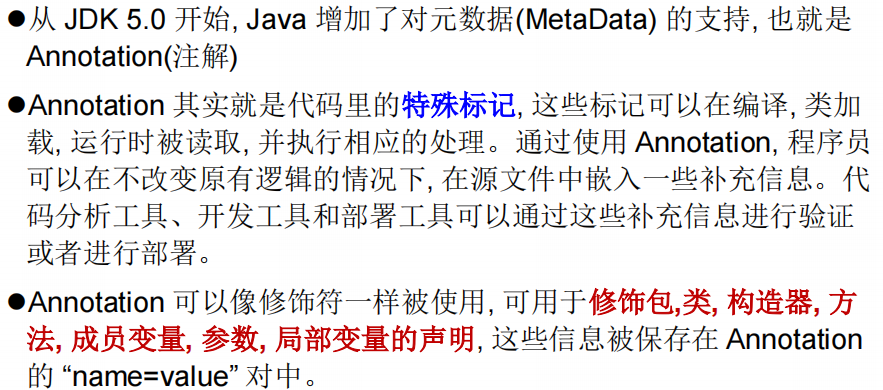 ●从 JDK 5.0 开始, Java 增加了对元数据(MetaData) 的支持, 也就是
Annotation(注解)
●Annotation 其实就是代码里的特殊标记, 这些标记可以在编译, 类加
载, 运行时被读取, 并执行相应的处理。通过使用 Annotation, 程序员
可以在不改变原有逻辑的情况下, 在源文件中嵌入一些补充信息。代
码分析工具、开发工具和部署工具可以通过这些补充信息进行验证
或者进行部署。
●Annotation 可以像修饰符一样被使用, 可用于修饰包,类, 构造器, 方
法, 成员变量, 参数, 局部变量的声明, 这些信息被保存在 Annotation
的 “name=value” 对中。